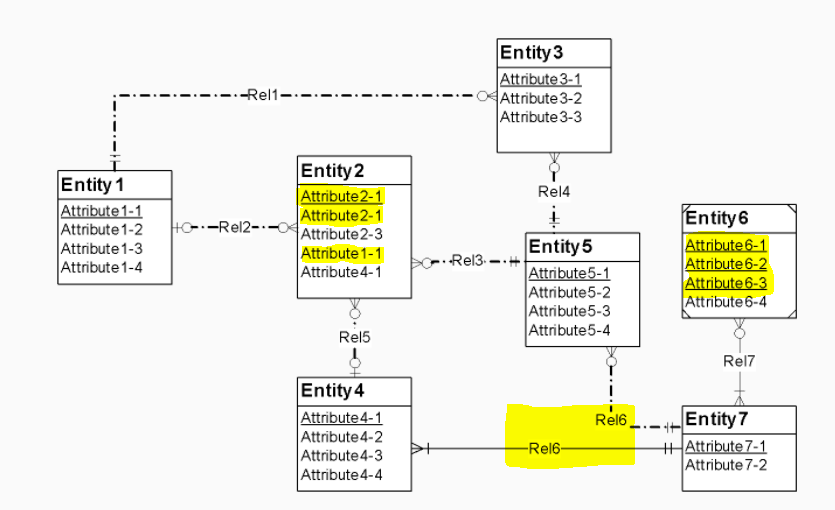 Entity3
Attribute3-1
Attribute3-2
Attribute3-3
Rel1
Entity1
Attribute1-1
Attribute1-2
Attribute1-3
Attribute1-4
Rel2
Entity2
Attribute2-1
Attribute2-1
Attribute2-3
Attribute1-1
Attribute4-1
Rel4
Rel3
Entity5
Attribute5-1
Attribute5-2
Attribute5-3
Attribute5-4
Entity6
Attribute6-1
Attribute6-2
Attribute6-3
Attribute6-4
Rel5
Rel7
Entity4
Attribute4-1
Attribute4-2
Attribute4-3
Attribute4-4
Rel6
Rel6
Entity7
Attribute7-1
Attribute7-2